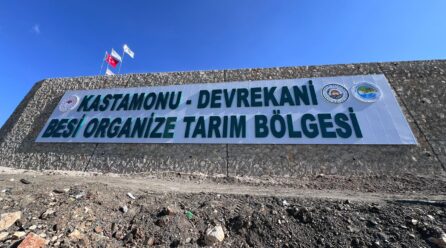 KASTAMONU - DEVREKANİ
BESİ ORGANİZE TARIM BÖLGESİ